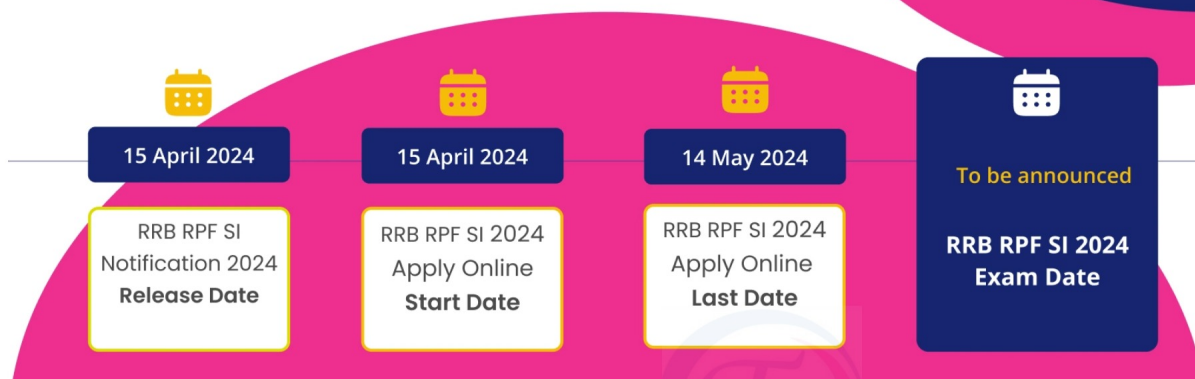 15 April 2024
RRB RPF SI
Notification 2024
Release Date
15 April 2024
RRB RPF SI 2024
Apply Online
Start Date
14 May 2024
RRB RPF SI 2024
Apply Online
Last Date
To be announced
RRB RPF SI 2024
Exam Date